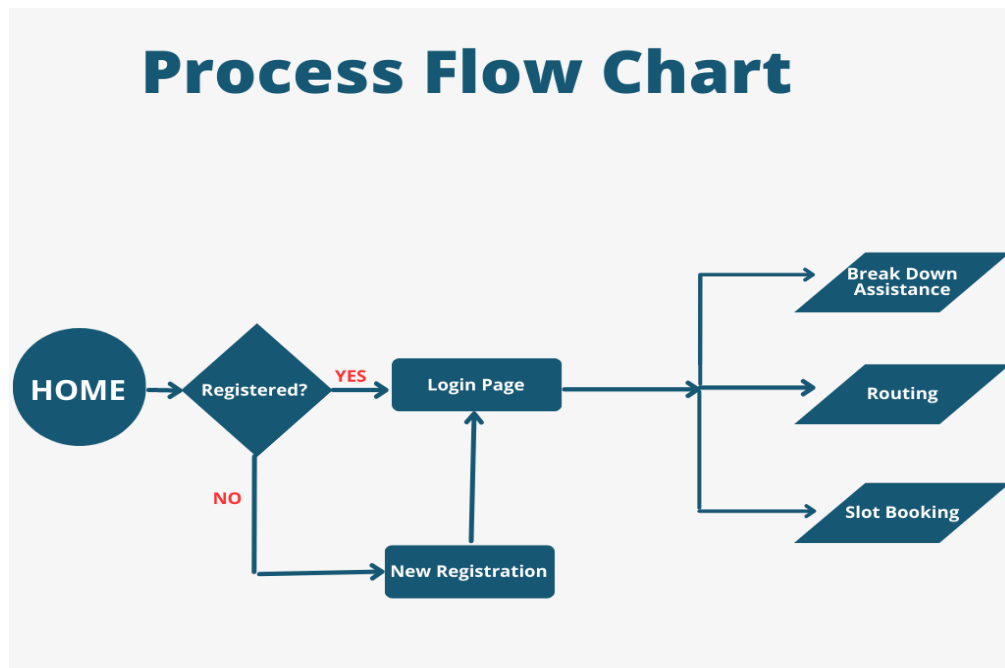 Process Flow Chart
Break Down
Assistance
HOME
Registered?
YES
Login Page
Routing
NO
Slot Booking
New Registration